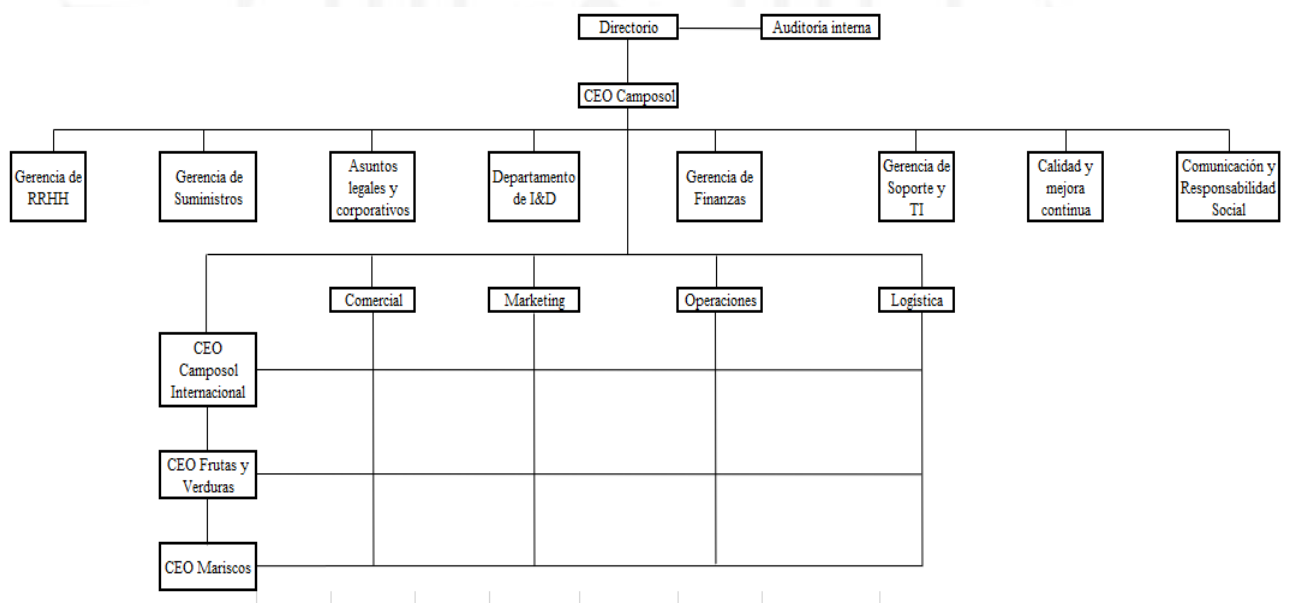 Directorio
Auditoria interna
CEO Camposol
Gerencia de
RRHH
Gerencia de
Suministros
Asuntos
legales y
corporativos
Departamento
de I&D
Gerencia de
Finanzas
Gerencia de
Soporte y
TI
Calidad y
mejora
continua
Comunicación y
Responsabilidad
Social
Comercial
Marketing
Operaciones
Logistica
CEO
Camposol
Internacional
CEO Frutas y
Verduras
CEO Mariscos